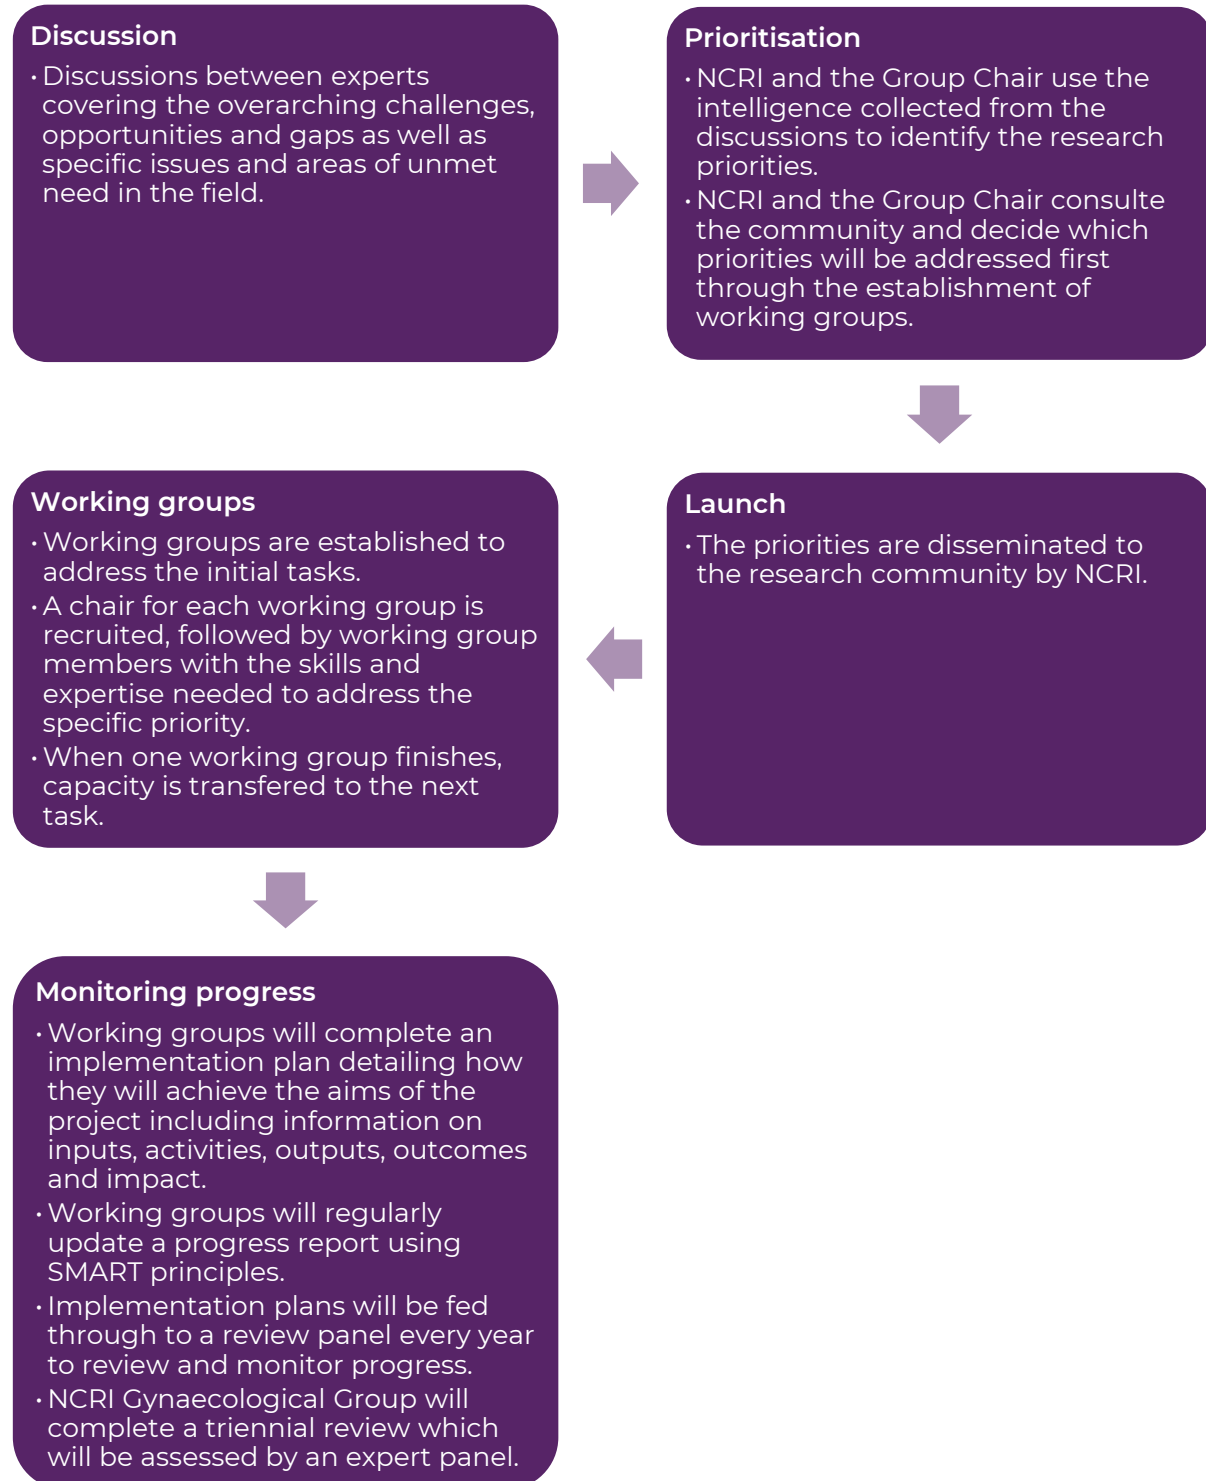 Discussion
· Discussions between experts
covering the overarching challenges,
opportunities and gaps as well as
specific issues and areas of unmet
need in the field.
Prioritisation
· NCRI and the Group Chair use the
intelligence collected from the
discussions to identify the research
priorities.
· NCRI and the Group Chair consulte
the community and decide which
priorities will be addressed first
through the establishment of
working groups.
Launch
· The priorities are disseminated to
the research community by NCRI.
Working groups
· Working groups are established to
address the initial tasks.
· A chair for each working group is
recruited, followed by working group
members with the skills and
expertise needed to address the
specific priority.
· When one working group finishes,
capacity is transfered to the next
task.
Monitoring progress
· Working groups will complete an
implementation plan detailing how
they will achieve the aims of the
project including information on
inputs, activities, outputs, outcomes
and impact.
· Working groups will regularly
update a progress report using
SMART principles.
· Implementation plans will be fed
through to a review panel every year
to review and monitor progress.
· NCRI Gynaecological Group will
complete a triennial review which
will be assessed by an expert panel.